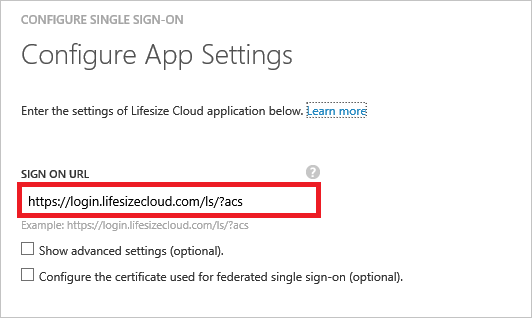 CONFIGURE SINGLE SIGN-ON
Configure App Settings
Enter the settings of Lifesize Cloud application below. Learn more
SIGN ON URL ?
https://login.lifesizecloud.com/ls/?acs
Example: https://login.lifesizecloud.com/ls/?acs
Show advanced settings (optional).
Configure the certificate used for federated single sign-on (optional).